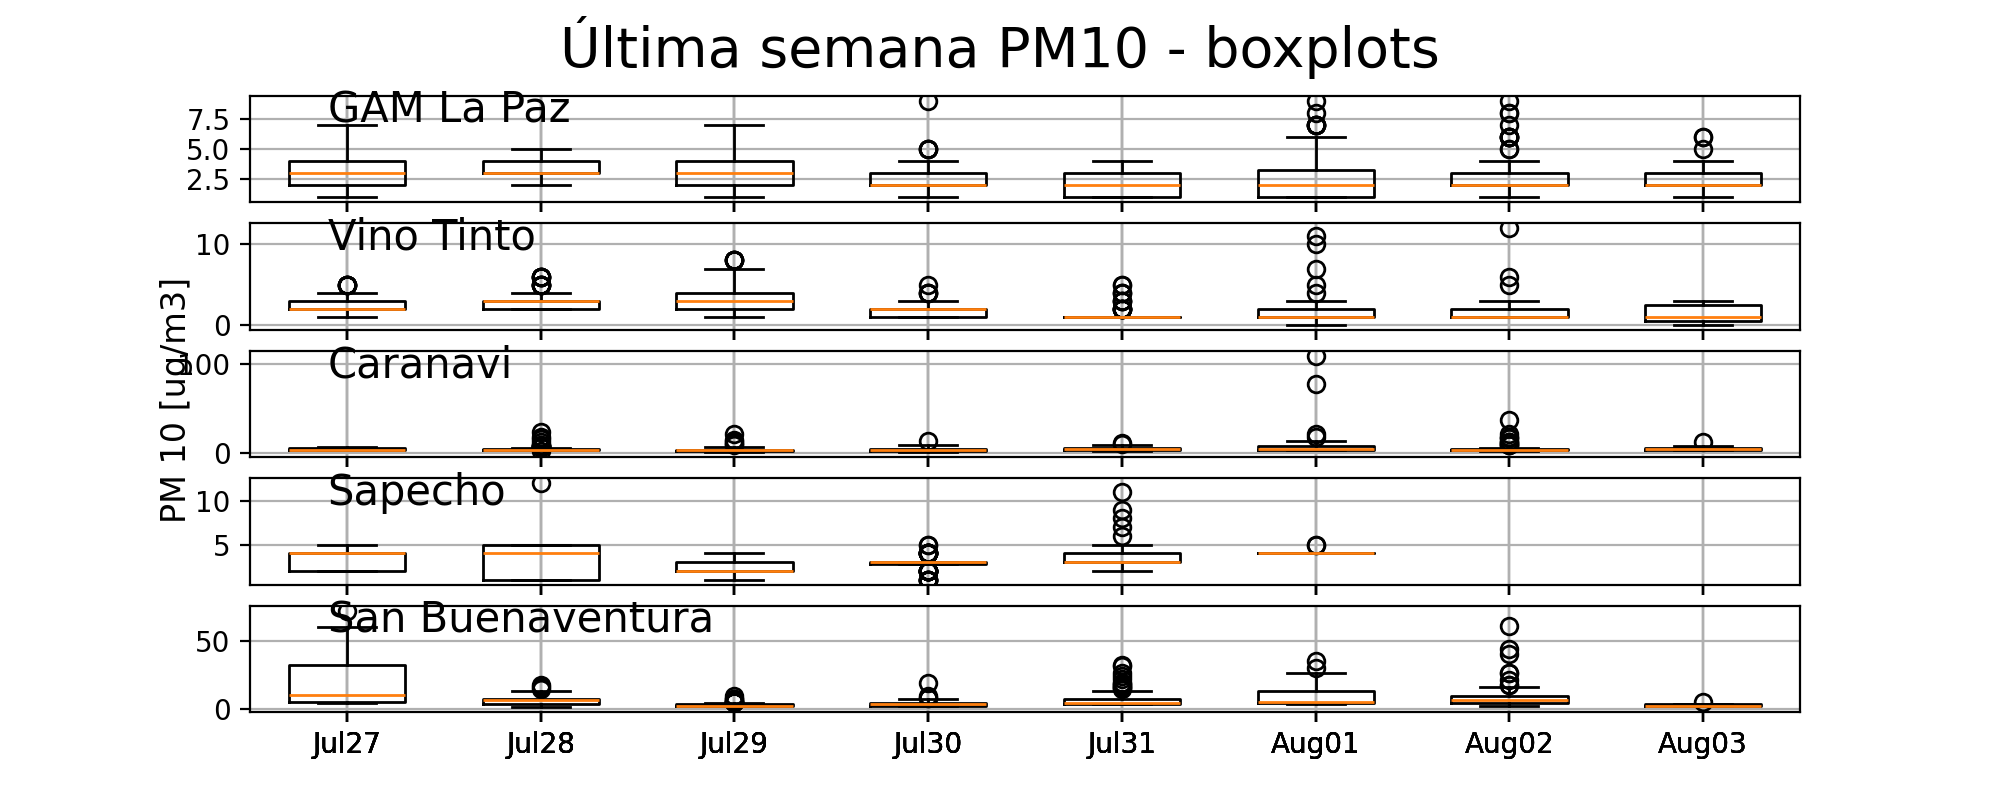 Última semana PM10 - boxplots
GAM La Paz
7.5
5.0
2.5
Vino Tinto
10
0
PM 10 [ug/m3]
Caranavi
100
0
Sapecho
10
5
San Buenaventura
50
0
Jul27 Jul28 Jul29 Jul30 Jul31 Aug01 Aug02 Aug03